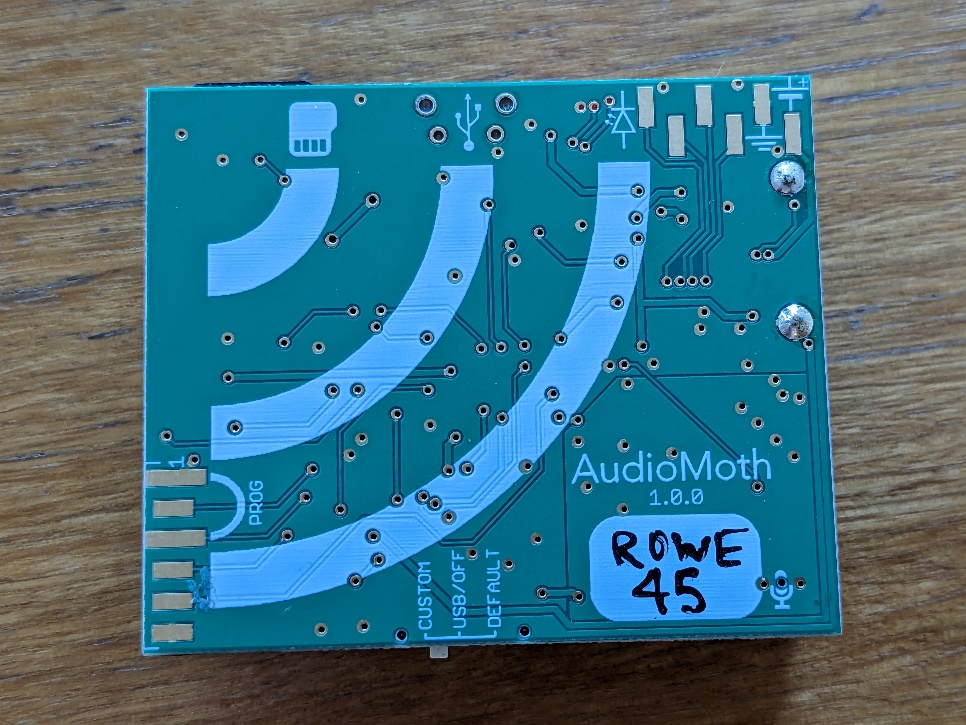 1
PROG
AudioMoth
1.0.0
ROWE
45
CUSTOM
USB/OFF
DEFAULT